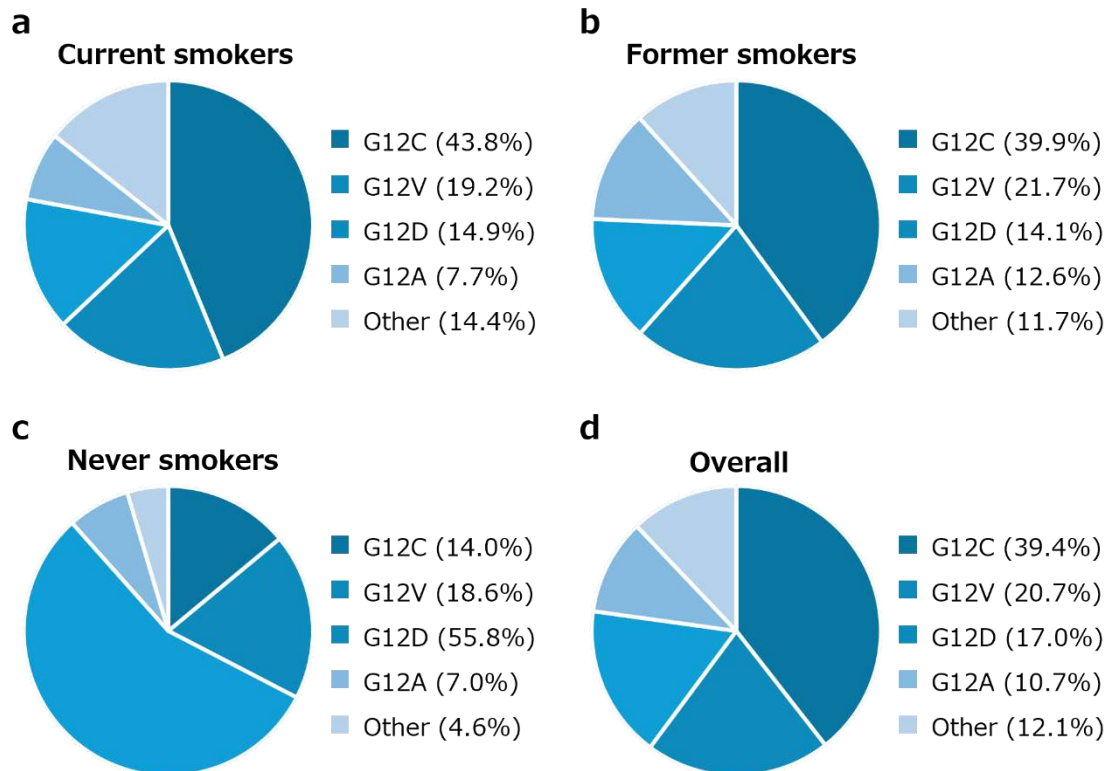 a
Current smokers
G12C (43.8%)
G12V (19.2%)
G12D (14.9%)
G12A (7.7%)
Other (14.4%)
b
Former smokers
G12C (39.9%)
G12V (21.7%)
G12D (14.1%)
G12A (12.6%)
Other (11.7%)
c
Never smokers
G12C (14.0%)
G12V (18.6%)
G12D (55.8%)
G12A (7.0%)
Other (4.6%)
d
Overall
G12C (39.4%)
G12V (20.7%)
G12D (17.0%)
G12A (10.7%)
Other (12.1%)